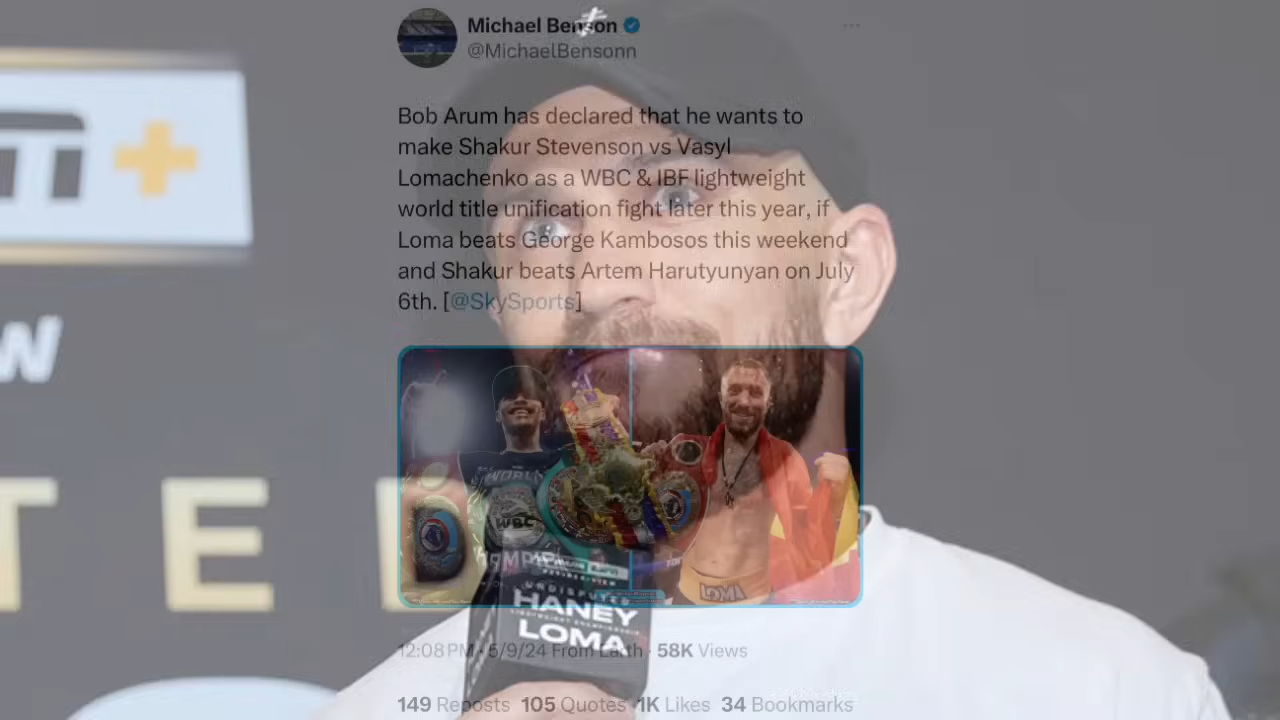 Michael Benson
@MichaelBensonn
Bob Arum has declared that he wants to
make Shakur Stevenson vs Vasyl
Lomachenko as a WBC & IBF lightweight
world title unification fight later this year, if
Loma beats George Kambosos this weekend
and Shakur beats Artem Harutyunyan on July
6th. [@SkySports]
WORLD
WBC
LOMA
UNDISPUTED
HANEY
LOMA
W
T E
12:08 PM · 5/9/24 From Earth · 58K Views
149 Reposts 105 Quotes 1K Likes 34 Bookmarks